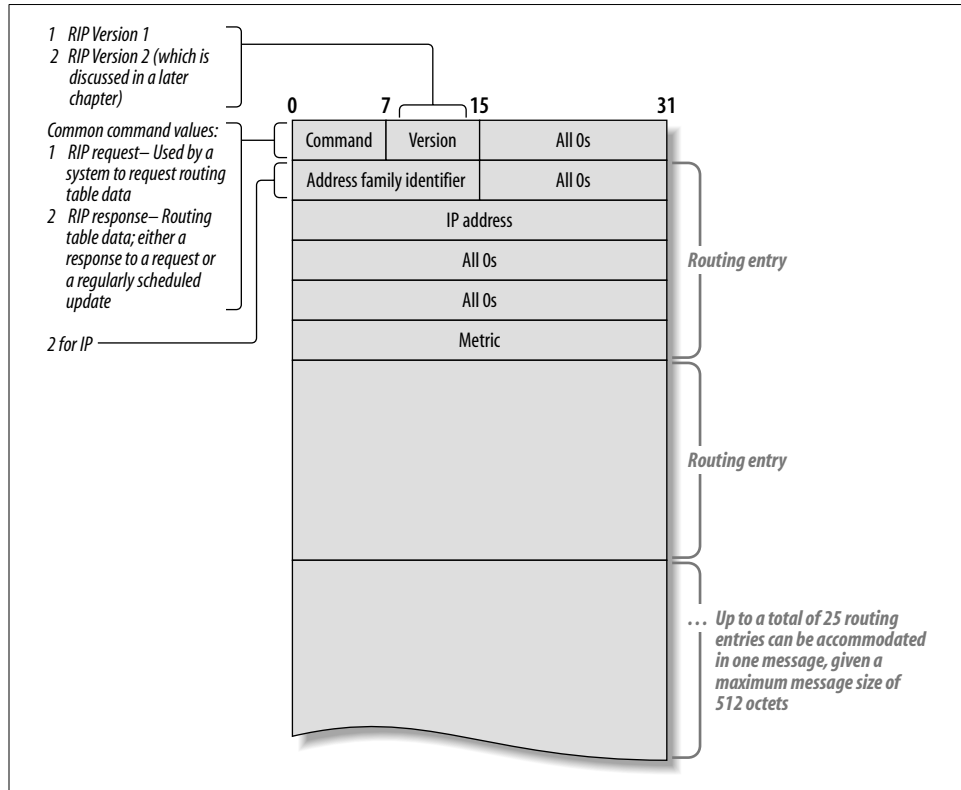 1 RIP Version 1
2 RIP Version 2 (which is
discussed in a later
chapter)
0 7 15 31
Common command values:
1 RIP request– Used by a
system to request routing
table data
2 RIP response– Routing
table data; either a
response to a request or
a regularly scheduled
update
2 for IP
Command Version All 0s
Address family identifier All 0s
IP address
All 0s
All 0s
Metric
Routing entry
Routing entry
... Up to a total of 25 routing
entries can be accommodated
in one message, given a
maximum message size of
512 octets